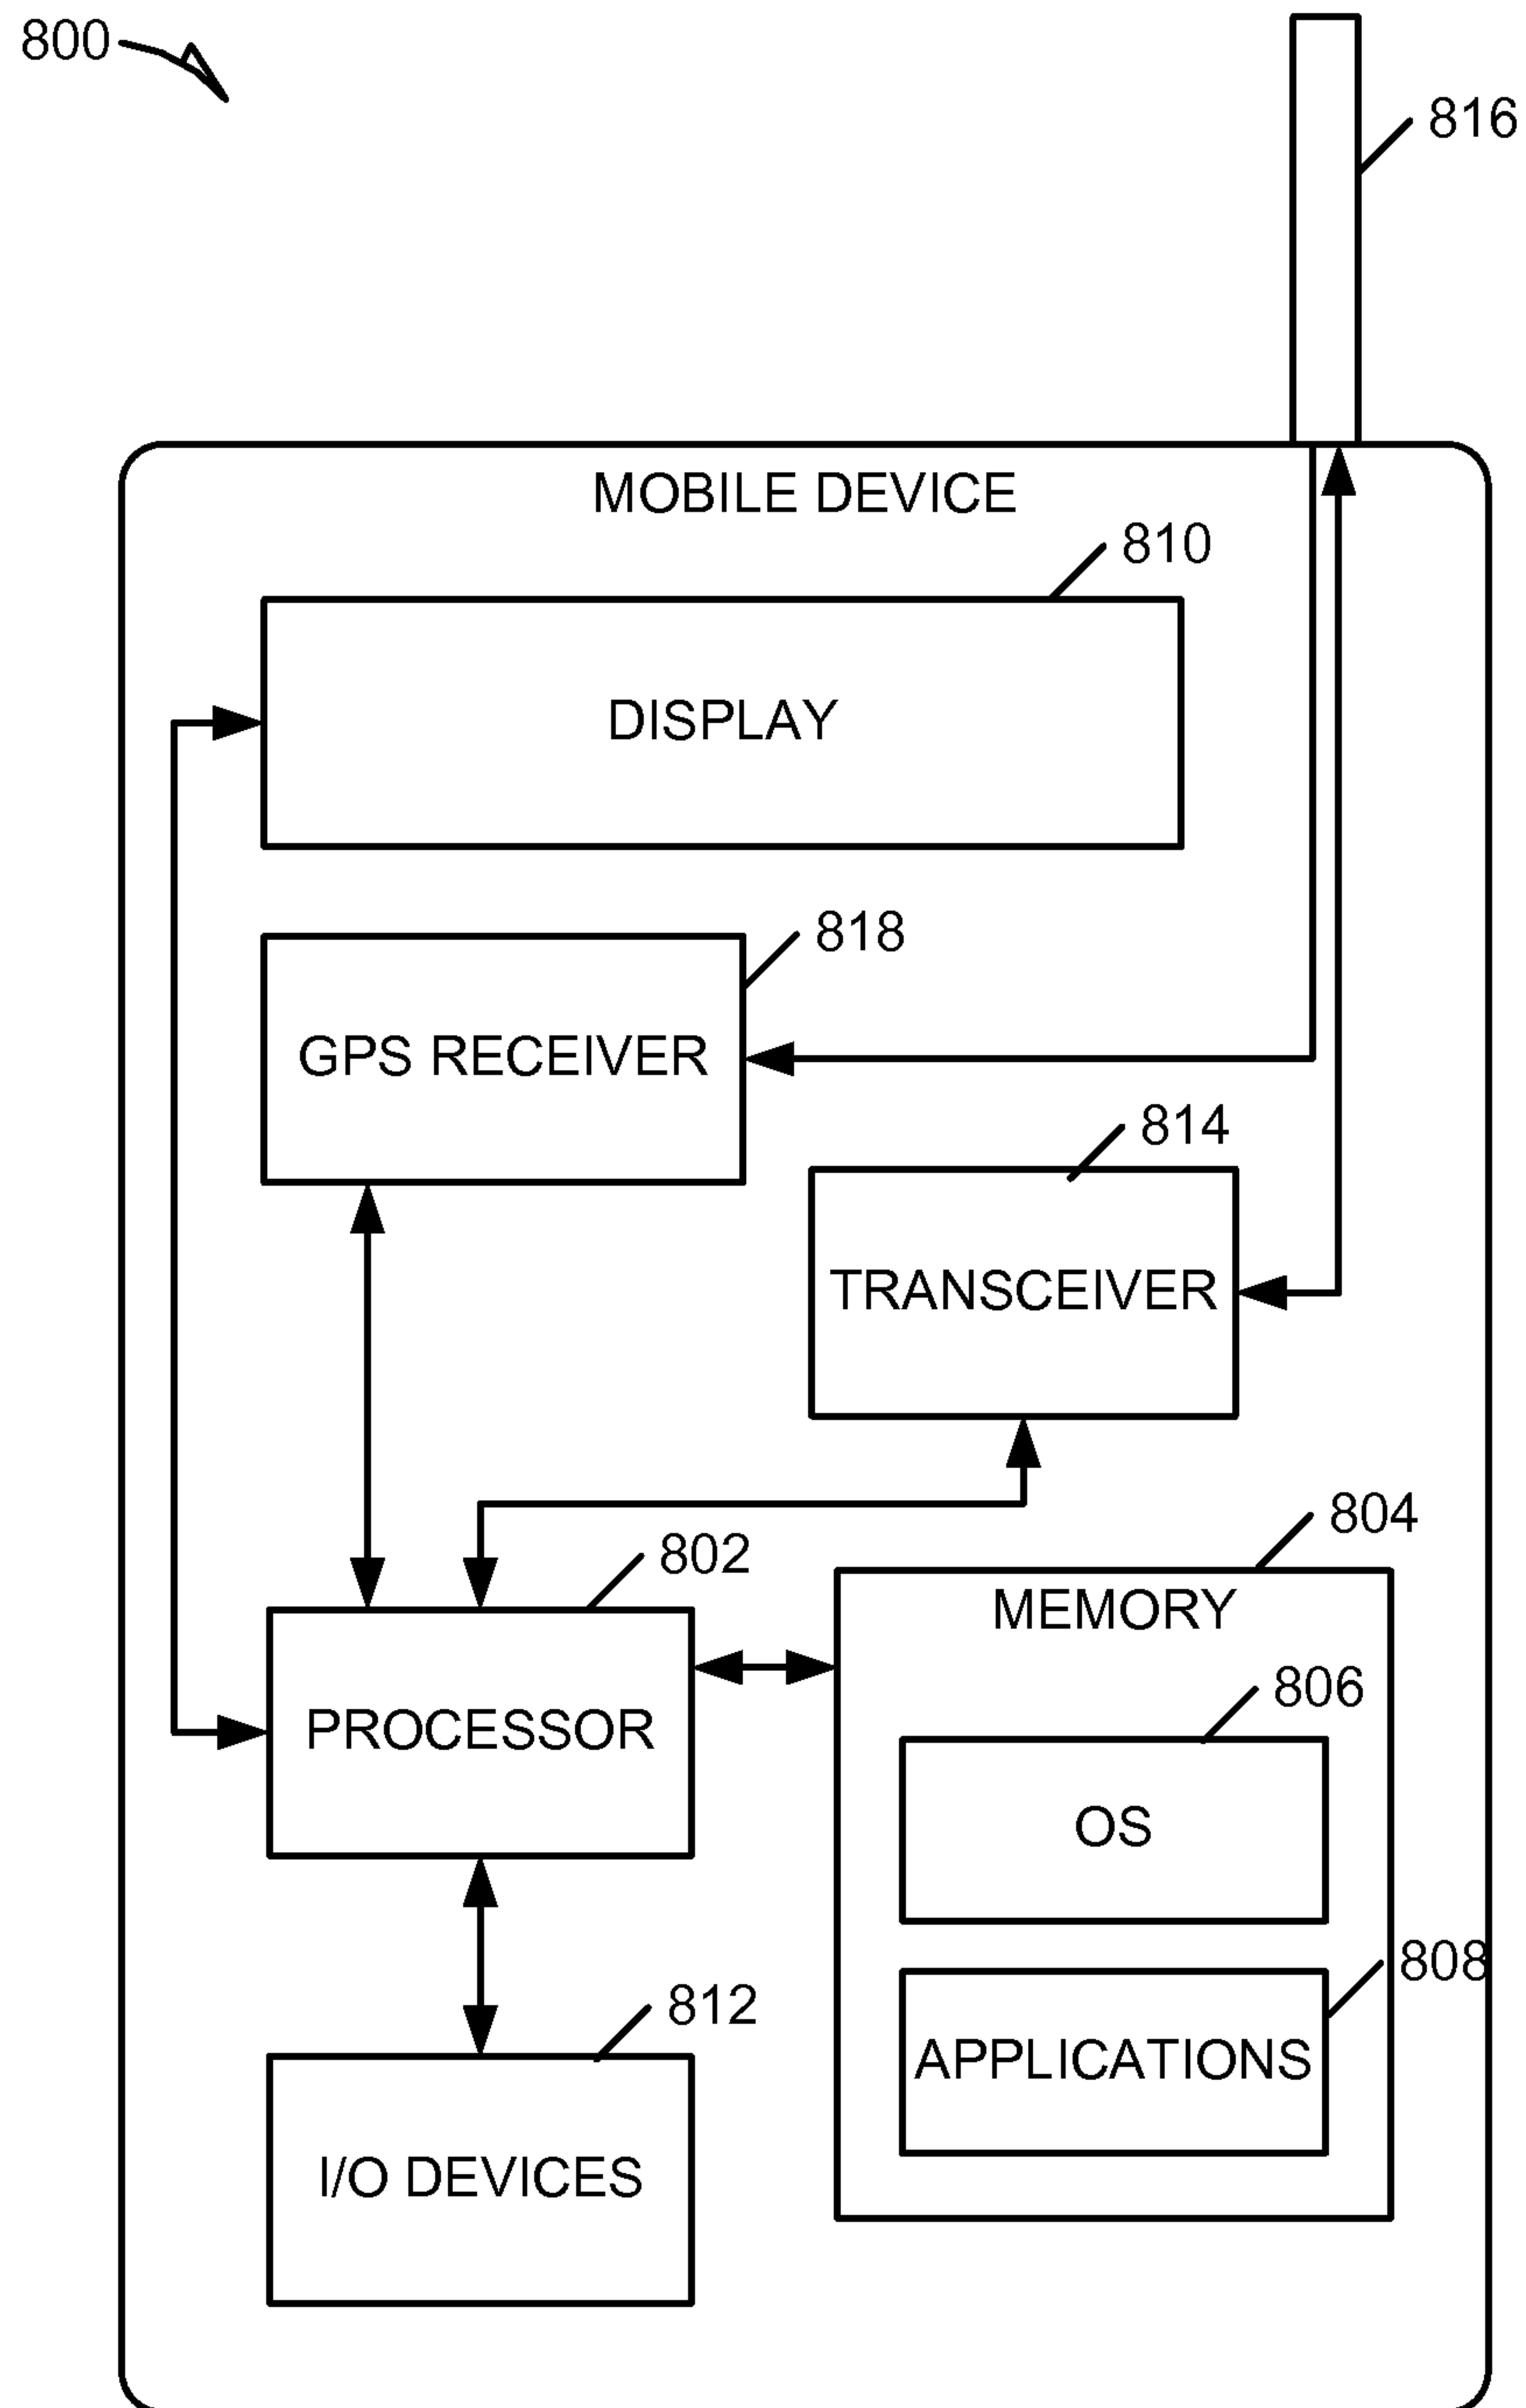 800
816
MOBILE DEVICE
810
DISPLAY
818
GPS RECEIVER
814
TRANSCEIVER
804
802
MEMORY
806
PROCESSOR
OS
808
812
APPLICATIONS
I/O DEVICES